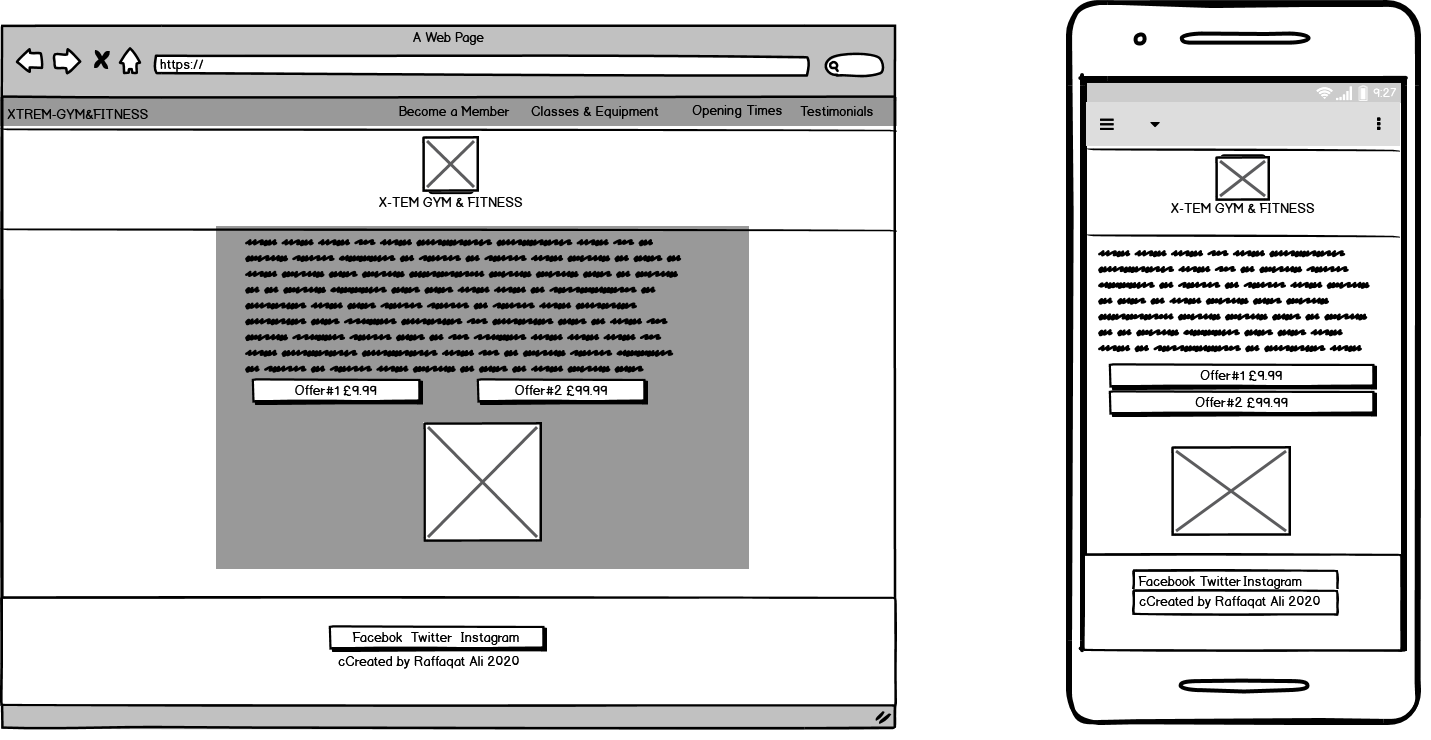 A Web Page
https://
XTREM-GYM&FITNESS Become a Member Classes & Equipment Opening Times Testimonials
X-TEM GYM & FITNESS
Offer#1 £9.99 Offer#2 £99.99
Facebok Twitter Instagram
cCreated by Raffaqat Ali 2020
9:27
X-TEM GYM & FITNESS
Offer#1 £9.99
Offer#2 £99.99
Facebook Twitter Instagram
cCreated by Raffaqat Ali 2020